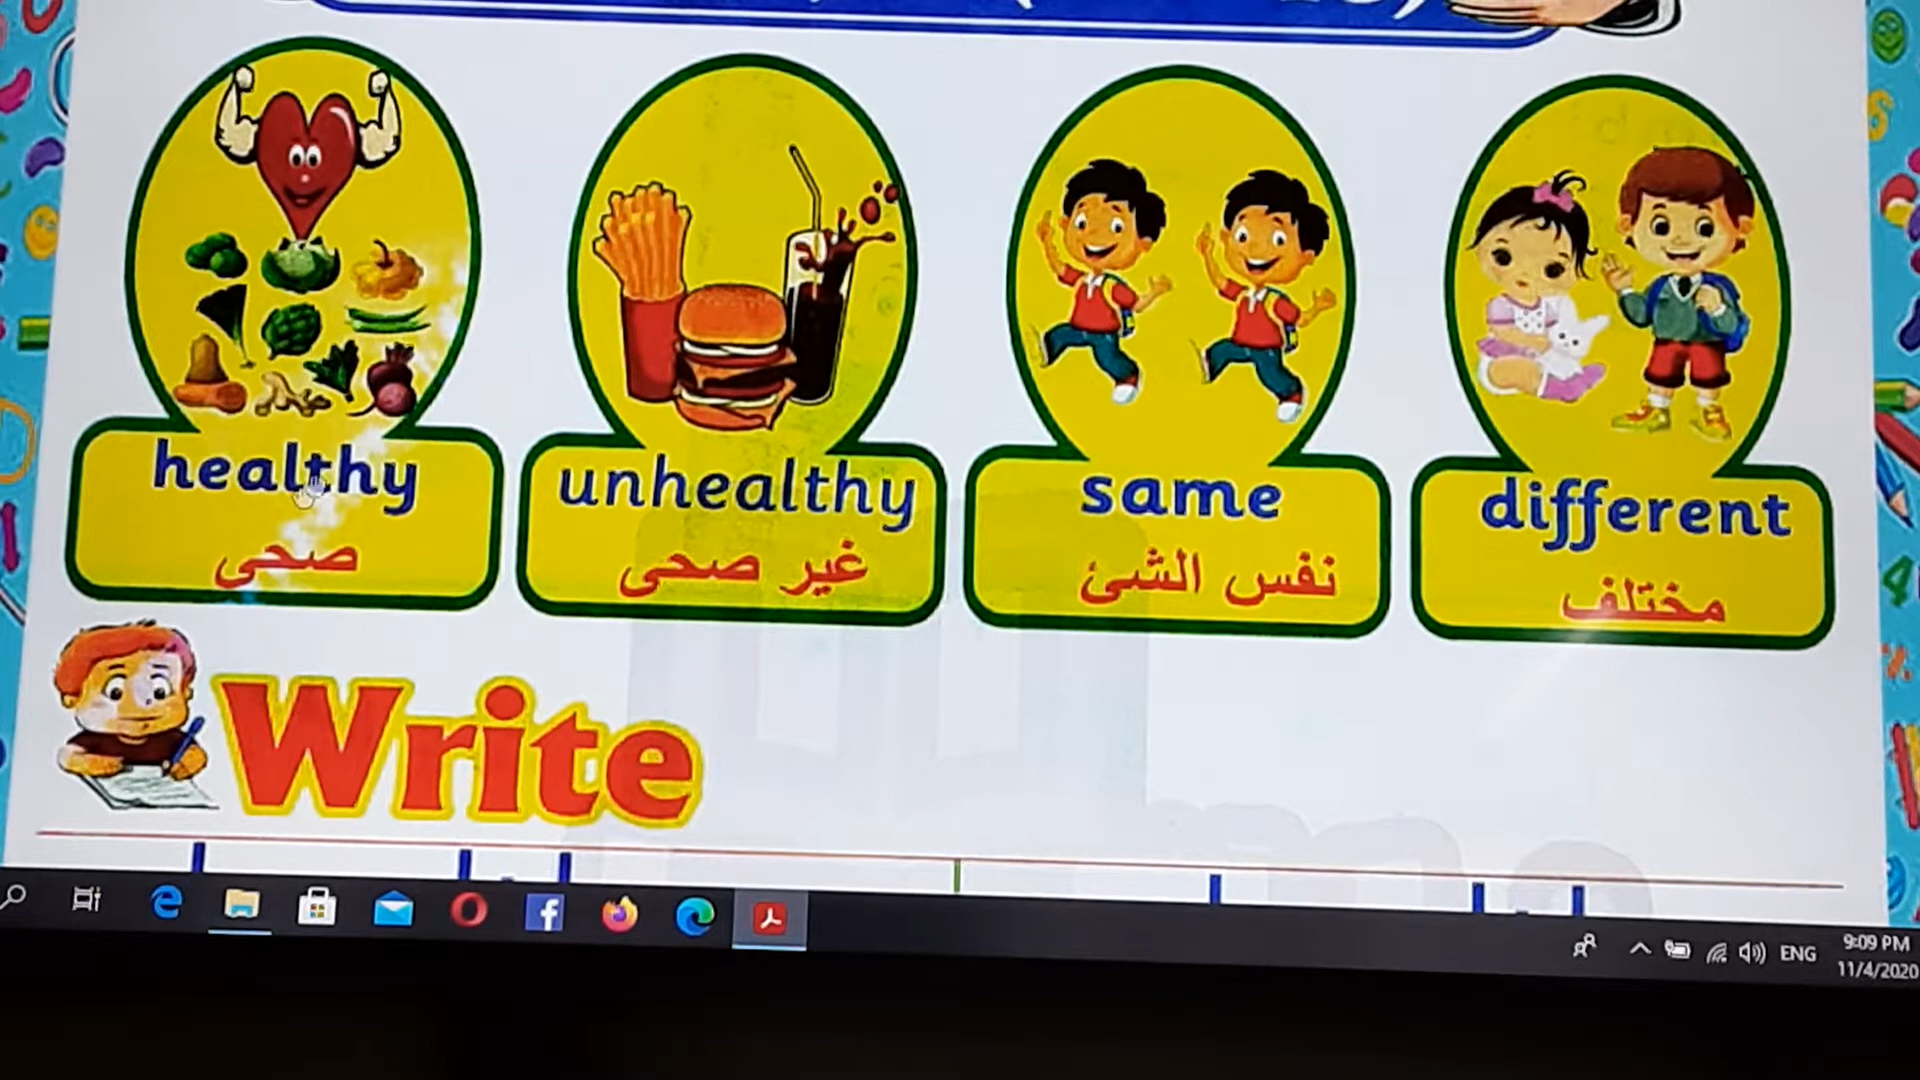 healthy
صحى
unhealthy
غير صحى
same
نفس الشئ
different
مختلف
Write
ENG
9:09 PM
11/4/2020